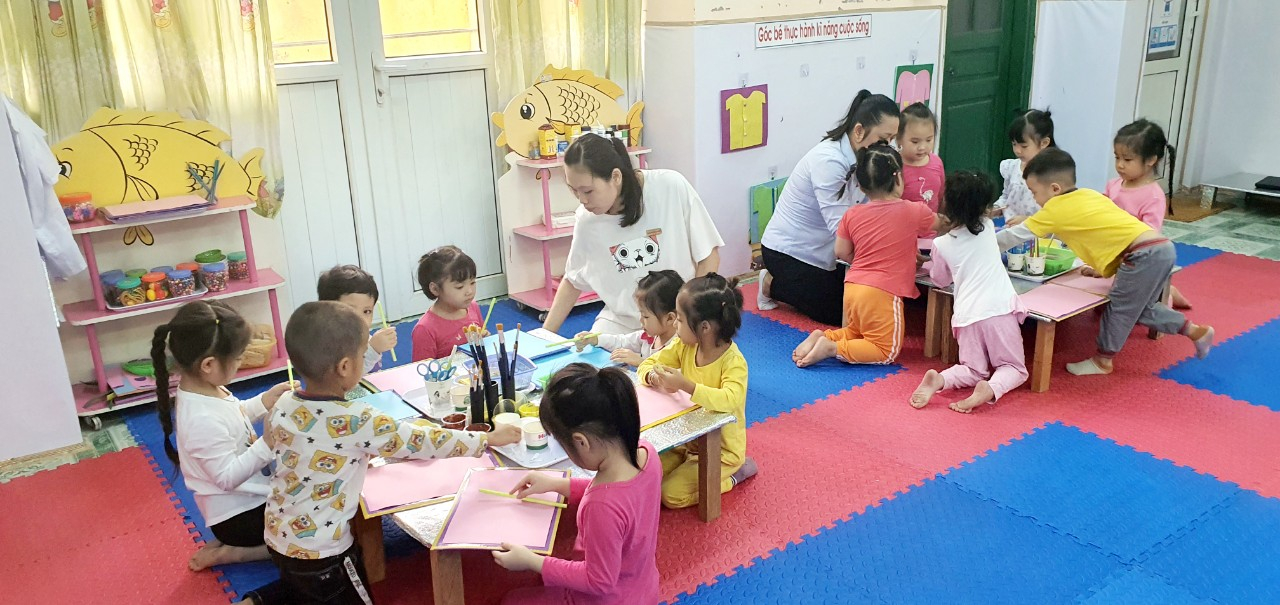 Góc bé thực hành kĩ năng cuộc sống